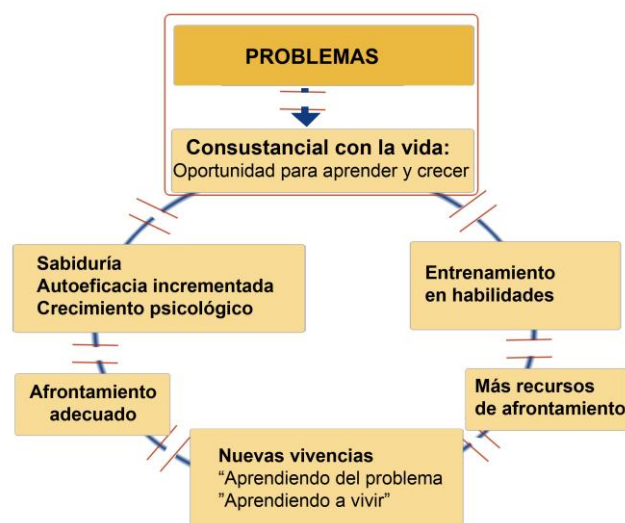 PROBLEMAS
Consustancial con la vida:
Oportunidad para aprender y crecer
Sabiduría
Autoeficacia incrementada
Crecimiento psicológico
Entrenamiento
en habilidades
Afrontamiento
adecuado
Más recursos
de afrontamiento
Nuevas vivencias
“Aprendiendo del problema
”Aprendiendo a vivir”